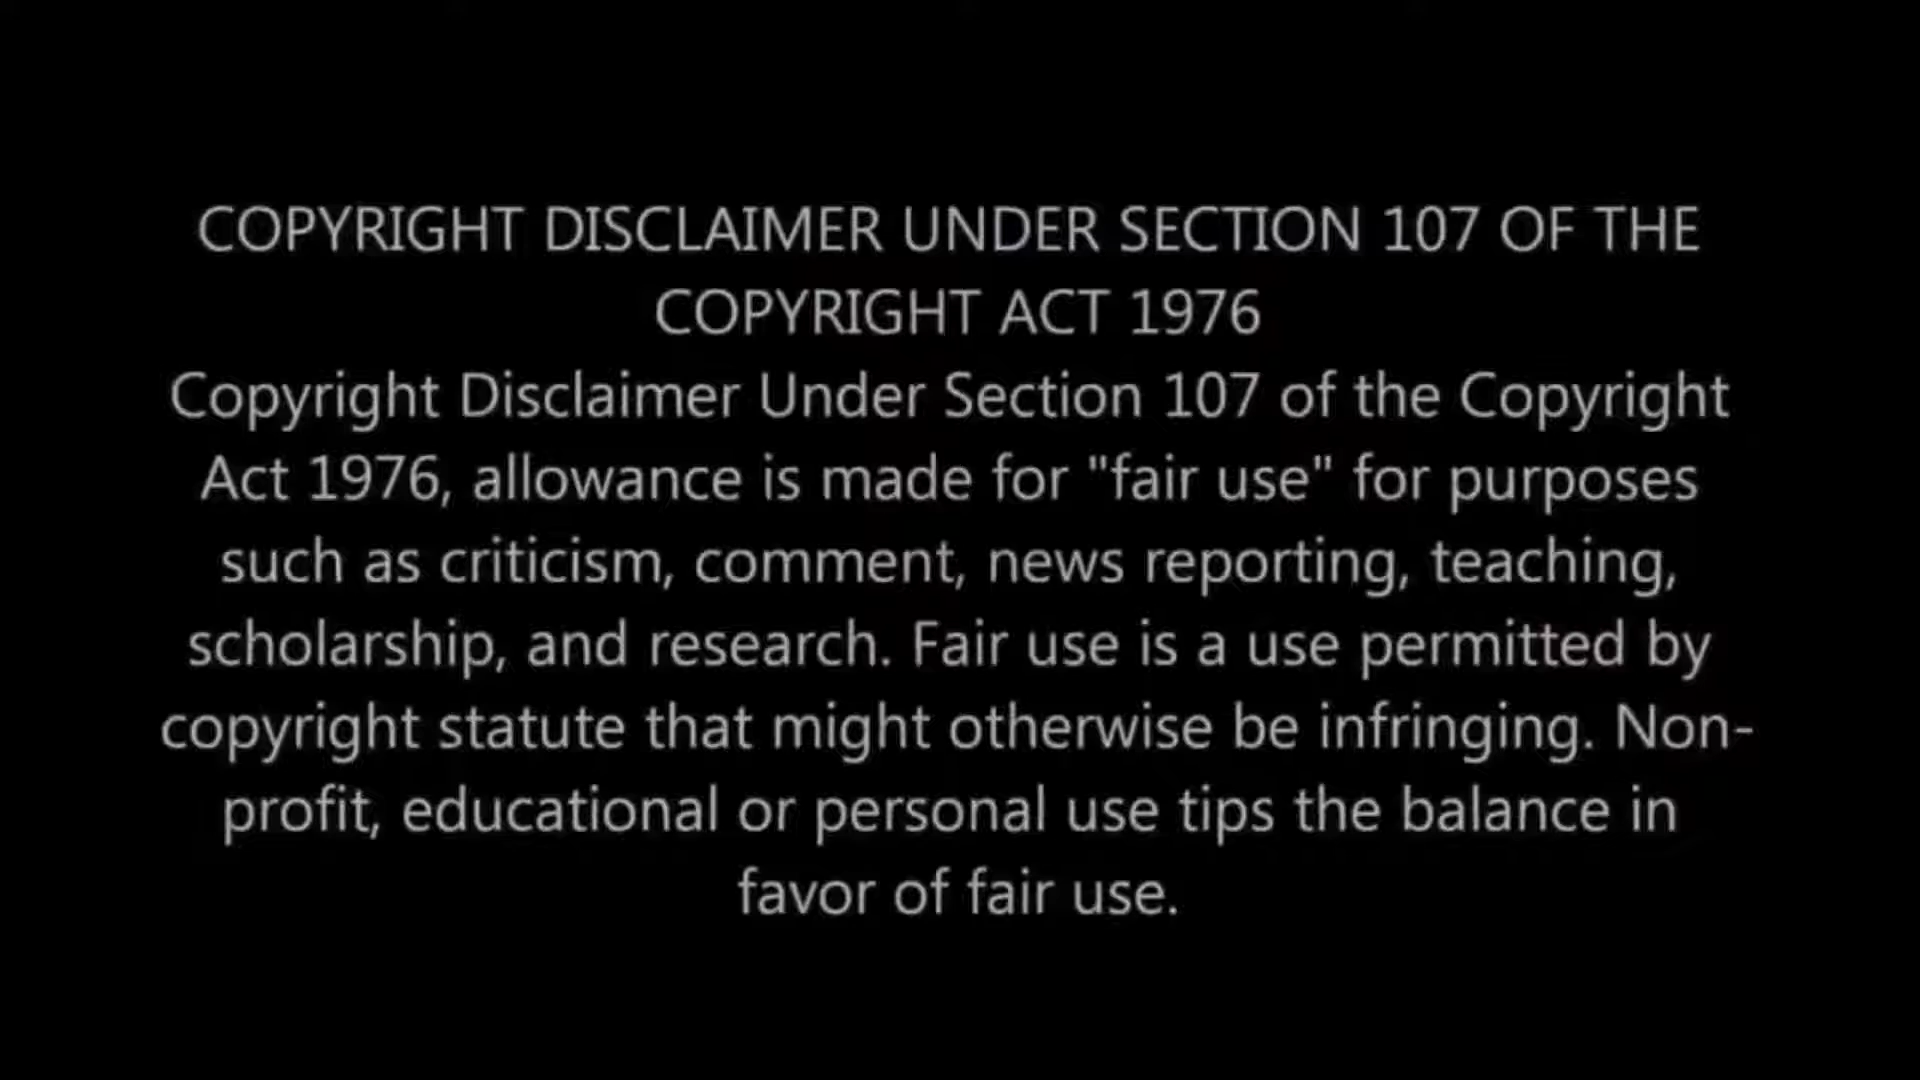 COPYRIGHT DISCLAIMER UNDER SECTION 107 OF THE
COPYRIGHT ACT 1976
Copyright Disclaimer Under Section 107 of the Copyright
Act 1976, allowance is made for "fair use" for purposes
such as criticism, comment, news reporting, teaching,
scholarship, and research. Fair use is a use permitted by
copyright statute that might otherwise be infringing. Non-
profit, educational or personal use tips the balance in
favor of fair use.